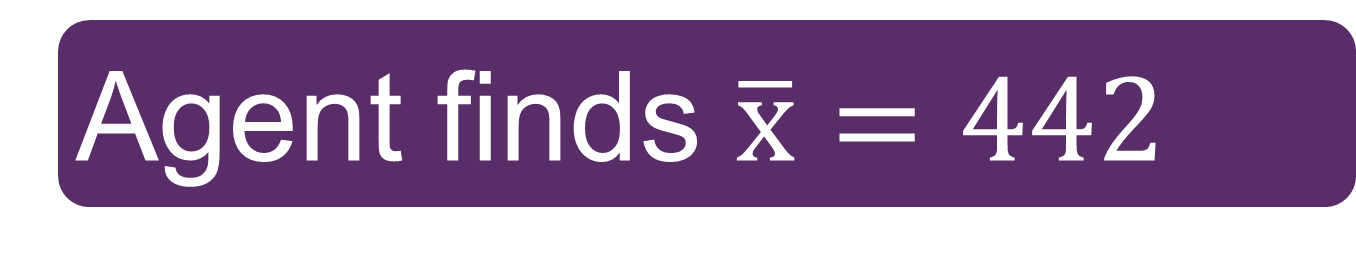 Agent finds x̅ = 442